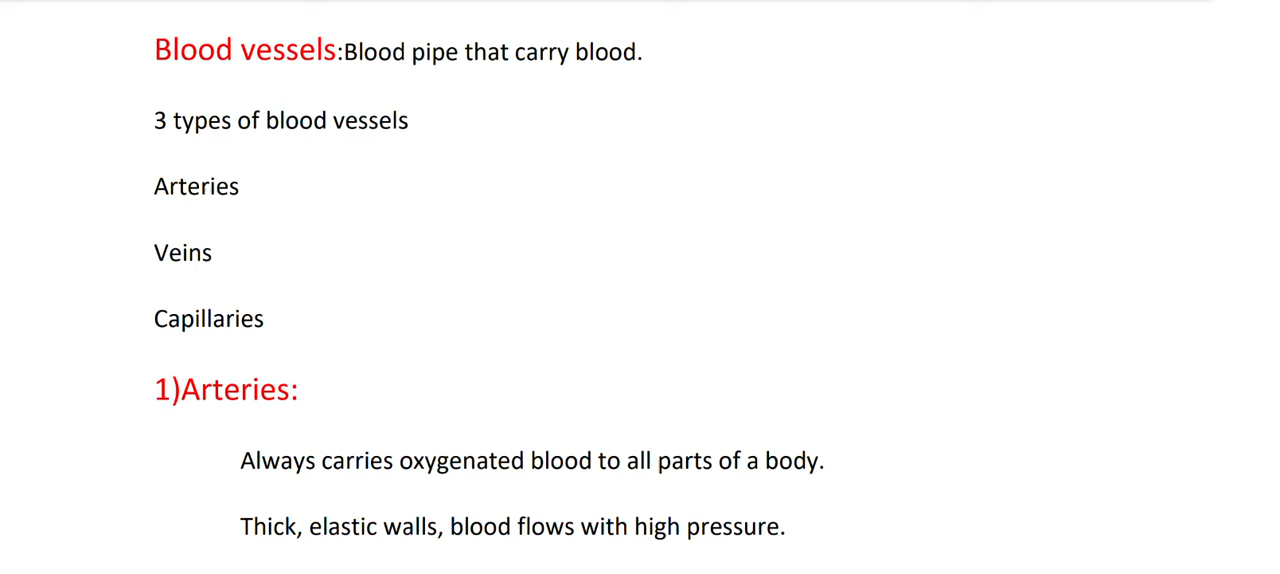 Blood vessels:Blood pipe that carry blood.
3 types of blood vessels
Arteries
Veins
Capillaries
1)Arteries:
Always carries oxygenated blood to all parts of a body.
Thick, elastic walls, blood flows with high pressure.